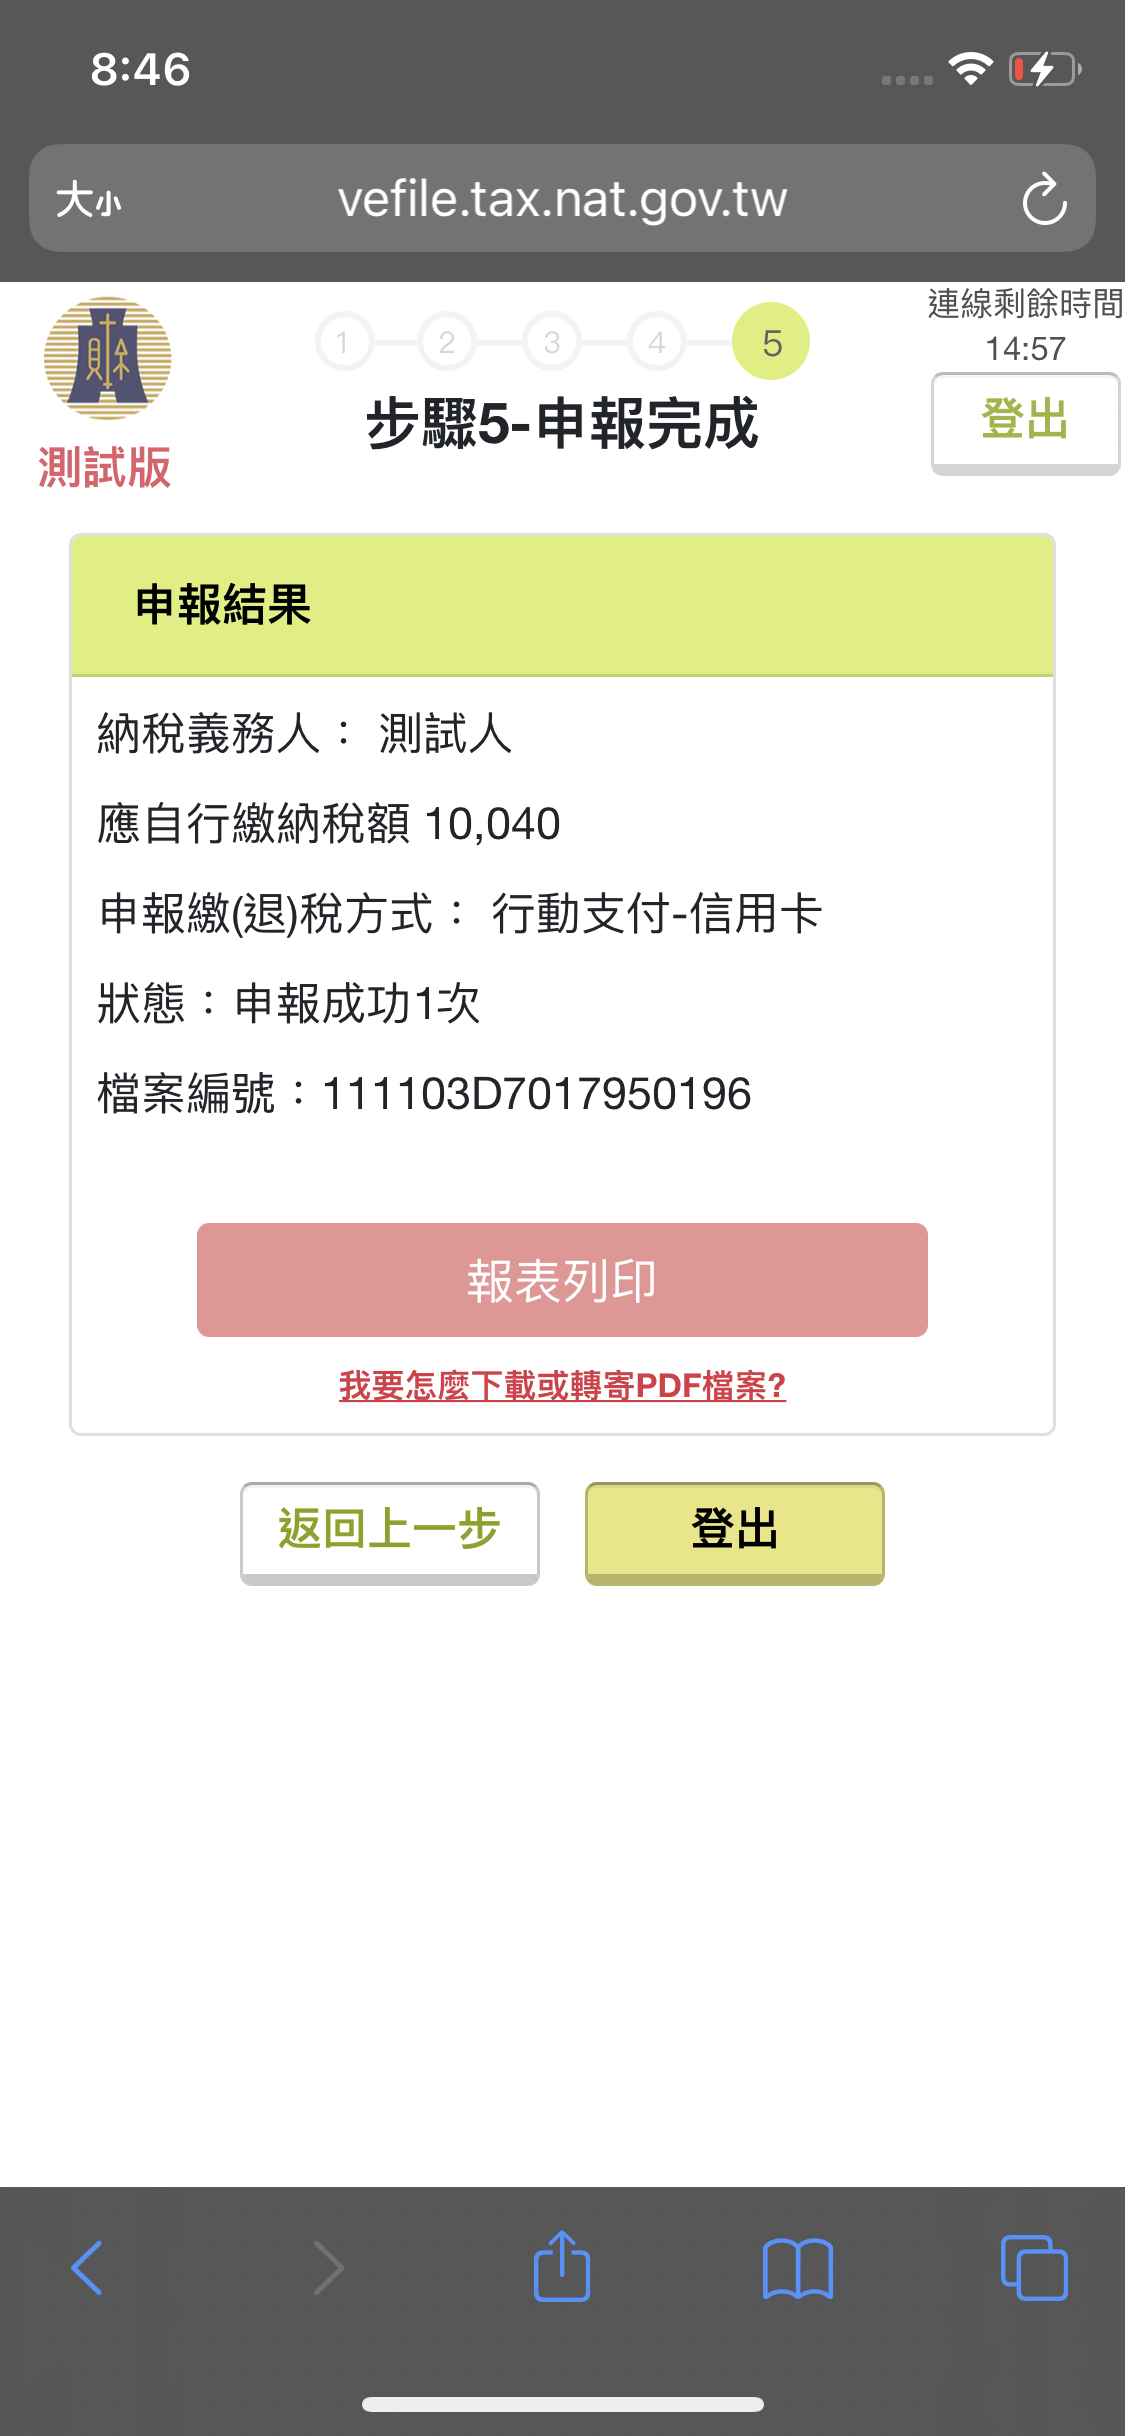 8:46
大小
vefile.tax.nat.gov.tw
財
測試版
1 2 3 4 5
步驟5-申報完成
連線剩餘時間
14:57
登出
申報結果
納稅義務人： 測試人
應自行繳納稅額 10,040
申報繳(退)稅方式： 行動支付-信用卡
狀態：申報成功1次
檔案編號：111103D7017950196
報表列印
我要怎麼下載或轉寄PDF檔案?
返回上一步
登出